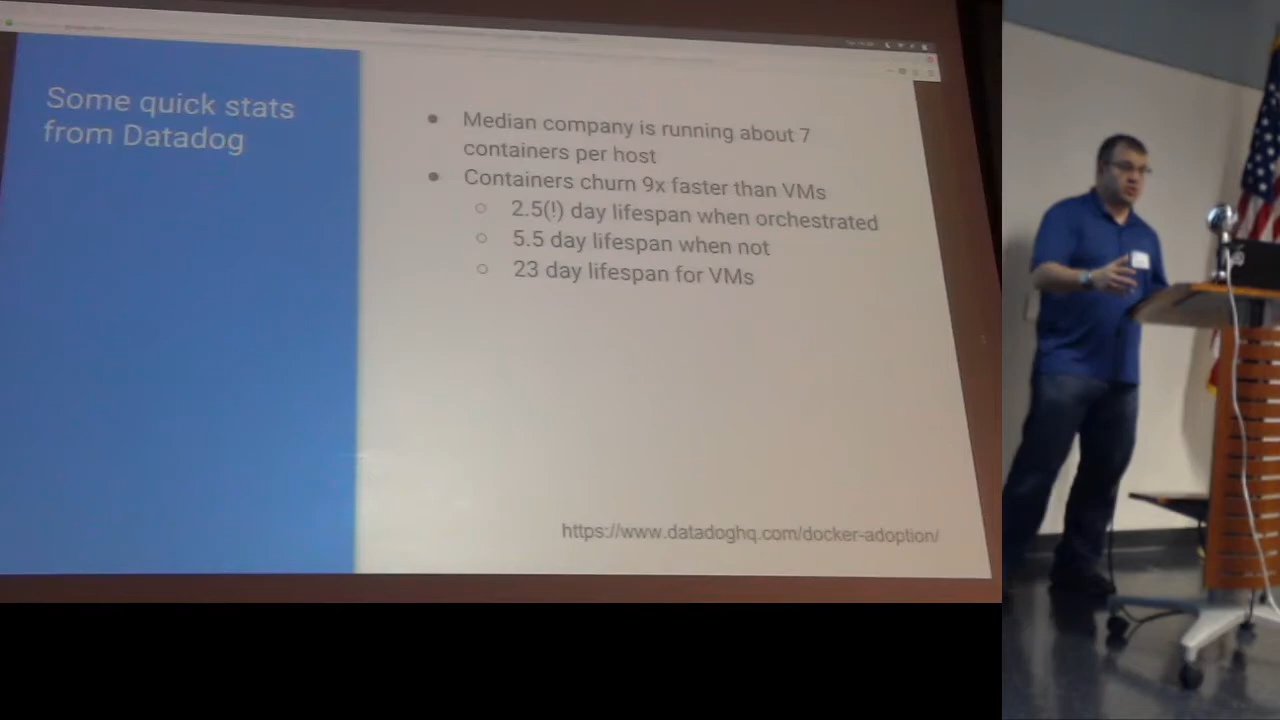 Some quick stats
from Datadog
● Median company is running about 7
containers per host
● Containers churn 9x faster than VMs
○ 2.5(!) day lifespan when orchestrated
○ 5.5 day lifespan when not
○ 23 day lifespan for VMs
https://www.datadoghq.com/docker-adoption/